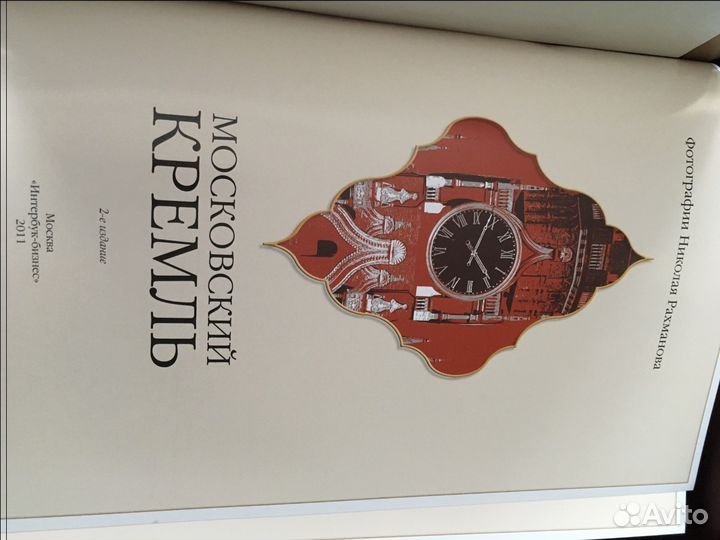 Фотографии Николая Рахманова
МОСКОВСКИЙ
КРЕМЛЬ
2-е издание
Москва
«Интербук-бизнес»
2011
Avito